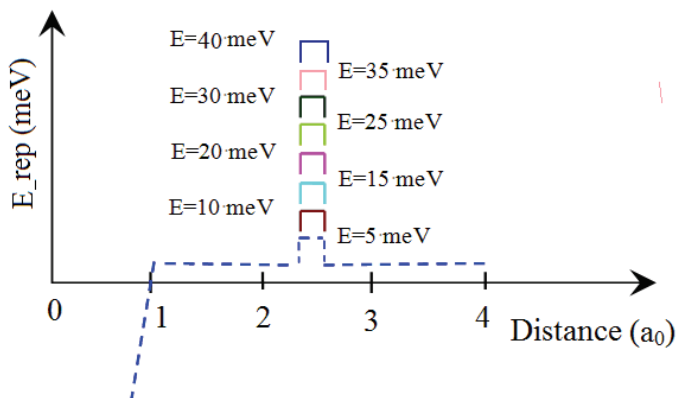 E=40·meV
E=35·meV
E=30·meV
E=25·meV
E=20·meV
E=15·meV
E=10·meV
E=5·meV
E_rep (meV)
0 1 2 3 4
Distance (a₀)